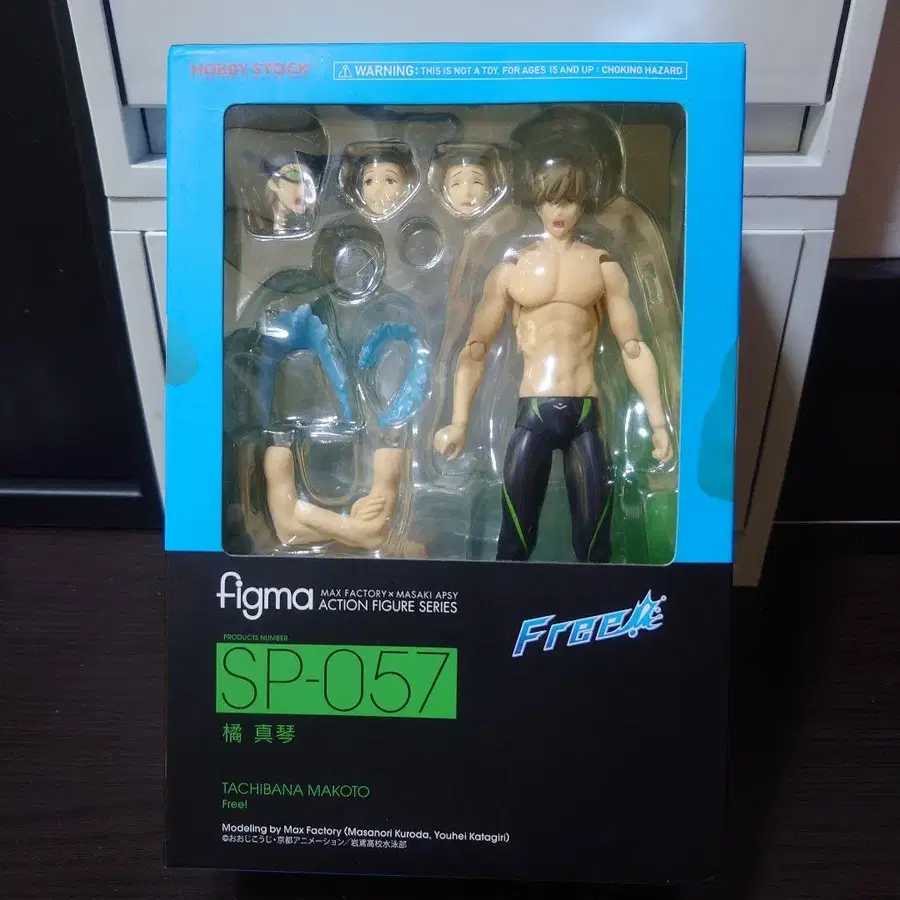 HOBBY STOCK
WARNING: THIS IS NOT A TOY. FOR AGES 15 AND UP : CHOKING HAZARD
figma MAX FACTORY × MASAKI APSY
ACTION FIGURE SERIES
Free!
PRODUCTS NUMBER
SP-057
橘 真琴
TACHIBANA MAKOTO
Free!
Modeling by Max Factory (Masanori Kuroda, Youhei Katagiri)
©おおじこうじ・京都アニメーション/岩鳶高校水泳部